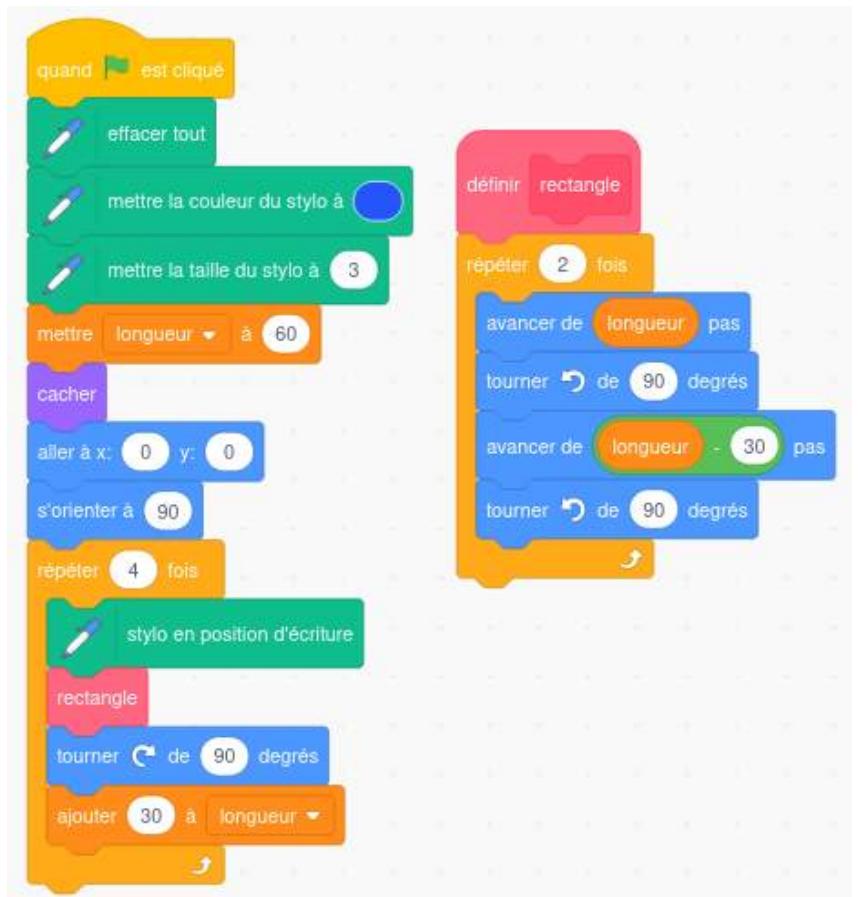 quand est cliqué
effacer tout
mettre la couleur du stylo à
mettre la taille du stylo à 3
mettre longueur à 60
cacher
aller à x: 0 y: 0
s'orienter à 90
répéter 4 fois
stylo en position d'écriture
rectangle
tourner de 90 degrés
ajouter 30 à longueur
définir rectangle
répéter 2 fois
avancer de longueur pas
tourner de 90 degrés
avancer de longueur - 30 pas
tourner de 90 degrés